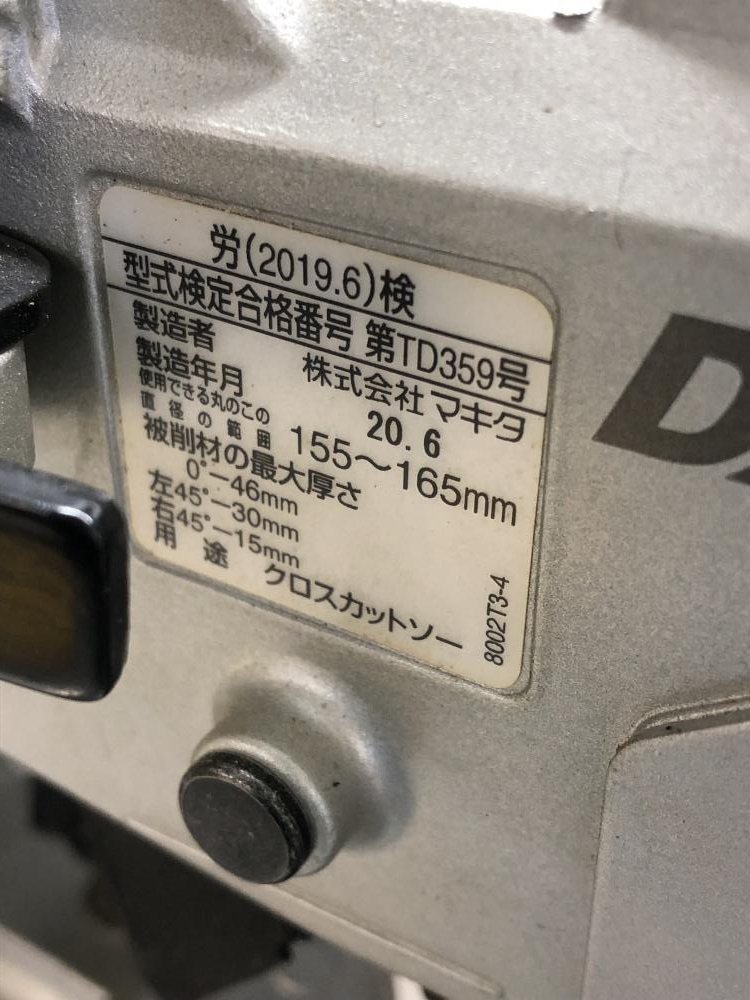 労(2019.6)検
型式検定合格番号 第TD359号
製造者 株式会社 マキタ
製造年月 20.6
使用できる丸のこの
直径の範囲 155～165mm
被削材の最大厚さ
0°－46mm
左45°－30mm
右45°－15mm
用途 クロスカットソー
8002T3-4